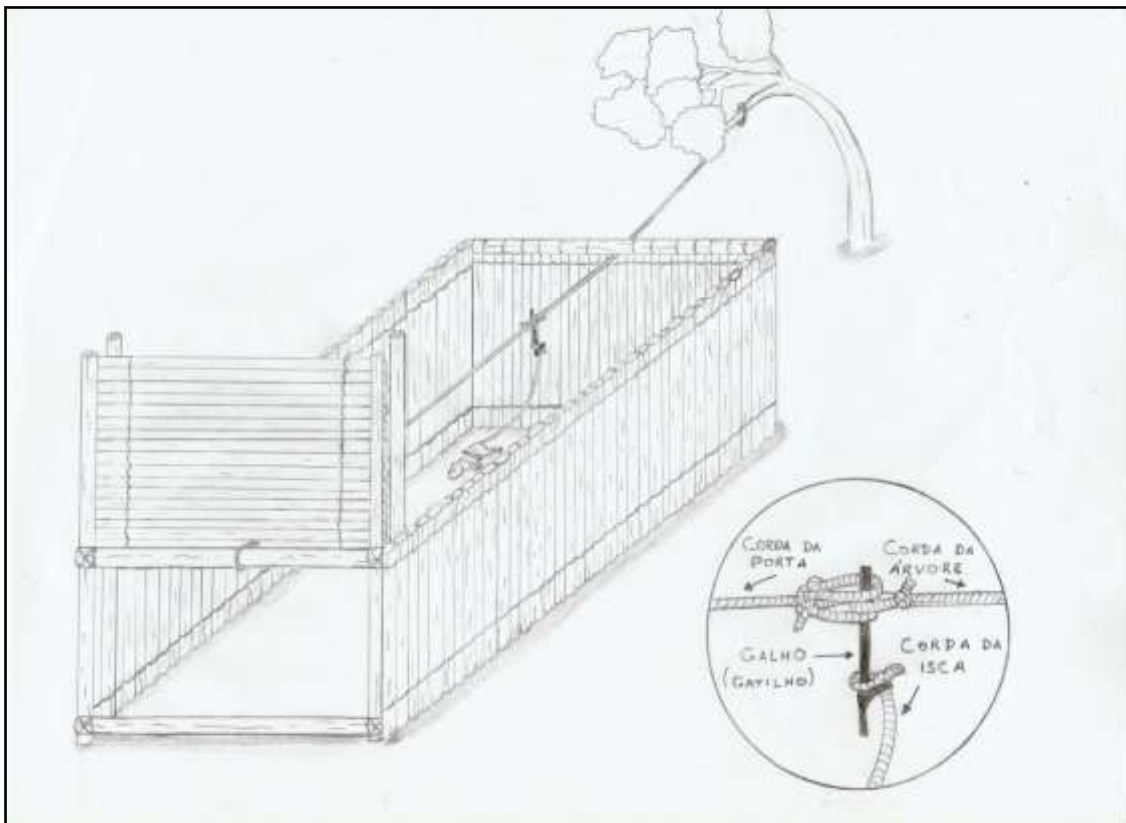 CORDA DA
PORTA
CORDA DA
ÁRVORE
GALHO
(GATILHO)
CORDA DA
ISCA